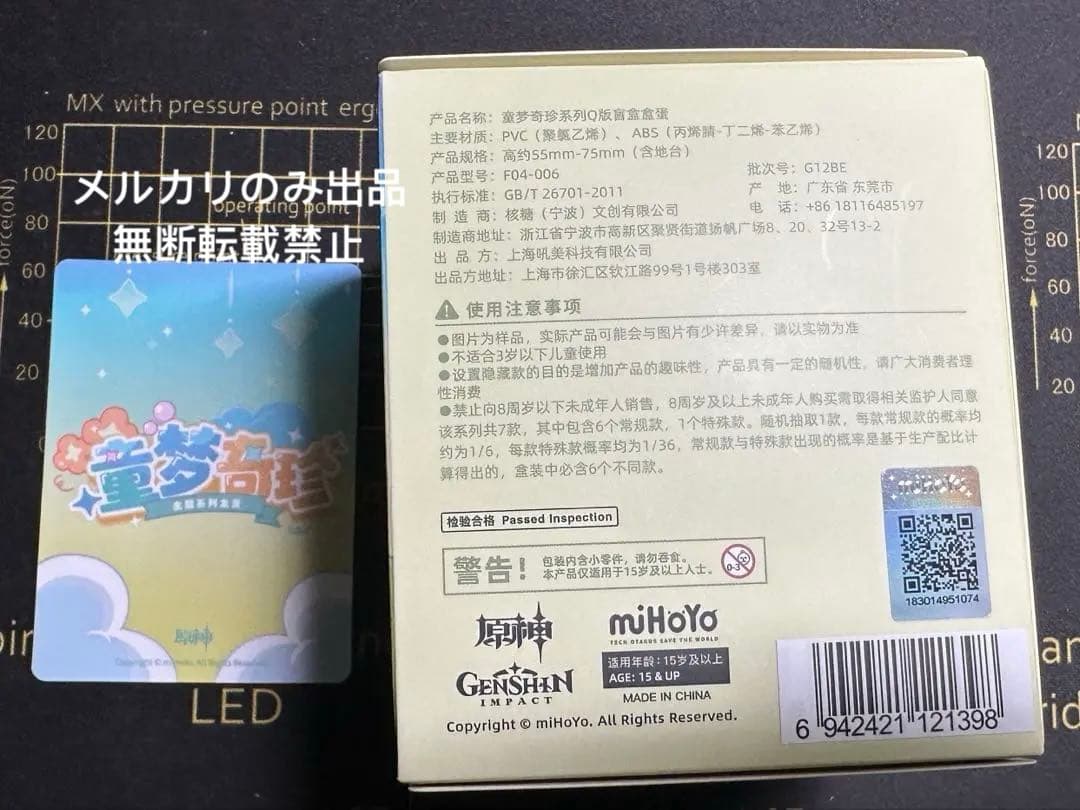 MX with pressure point erg
120
100
80
60
40
20
force(oN)
operating point
メルカリのみ出品
無断転載禁止
童梦奇珍
原神
LED
产品名称：童梦奇珍系列Q版盲盒盒蛋
主要材质：PVC（聚氯乙烯）、ABS（丙烯腈-丁二烯-苯乙烯）
产品规格：高约55mm-75mm（含地台）
产品型号：F04-006
批次号：G12BE
执行标准：GB/T 26701-2011
产 地：广东省 东莞市
制 造 商：核糖（宁波）文创有限公司
电 话：+86 18116485197
制造商地址：浙江省宁波市高新区聚贤街道扬帆广场8、20、32号13-2
出 品 方：上海吼美科技有限公司
出品方地址：上海市徐汇区钦江路99号1号楼303室
使用注意事项
●图片为样品，实际产品可能会与图片有少许差异，请以实物为准
●不适合3岁以下儿童使用
●设置隐藏款的目的是增加产品的趣味性，产品具有一定的随机性，请广大消费者理
性消费
●禁止向8周岁以下未成年人销售，8周岁及以上未成年人购买需取得相关监护人同意
该系列共7款，其中包含6个常规款，1个特殊款。随机抽取1款，每款常规款的概率均
约为1/6，每款特殊款概率均为1/36，常规款与特殊款出现的概率是基于生产配比计
算得出的，盒装中必含6个不同款。
检验合格 Passed Inspection
警告！
包装内含小零件，请勿吞食。
本产品仅适用于15岁及以上人士。
0-3
miHoYo
183014951074
原神
GENSHIN
IMPACT
miHoYo
TECH OTAKUS SAVE THE WORLD
适用年龄：15岁及以上
AGE: 15 & UP
MADE IN CHINA
Copyright © miHoYo. All Rights Reserved.
6 942421 121398
120
100
80
60
40
20
force(oN)